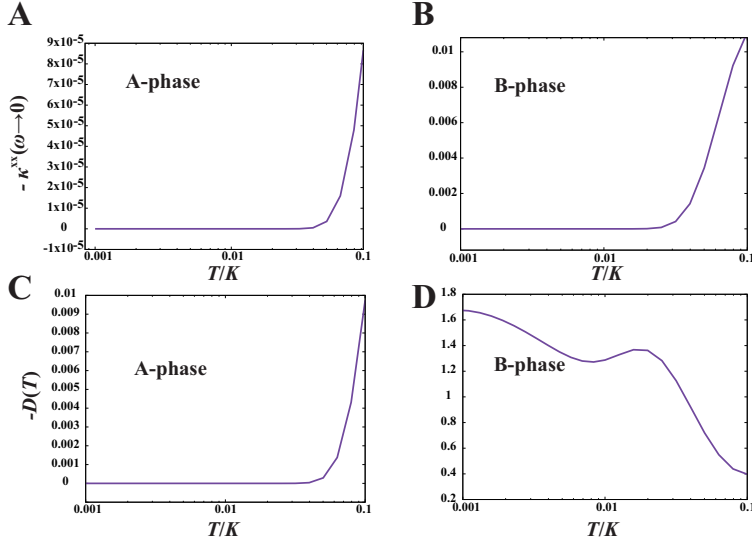 A
- κxx(ω→0)
9x10-5
8x10-5
7x10-5
6x10-5
5x10-5
4x10-5
3x10-5
2x10-5
1x10-5
0
-1x10-5
A-phase
0.001
0.01
0.1
T/K
B
0.01
0.008
0.006
0.004
0.002
0
B-phase
0.001
0.01
0.1
T/K
C
-D(T)
0.01
0.009
0.008
0.007
0.006
0.005
0.004
0.003
0.002
0.001
0
A-phase
0.001
0.01
0.1
T/K
D
1.8
1.6
1.4
1.2
1
0.8
0.6
0.4
0.2
B-phase
0.001
0.01
0.1
T/K